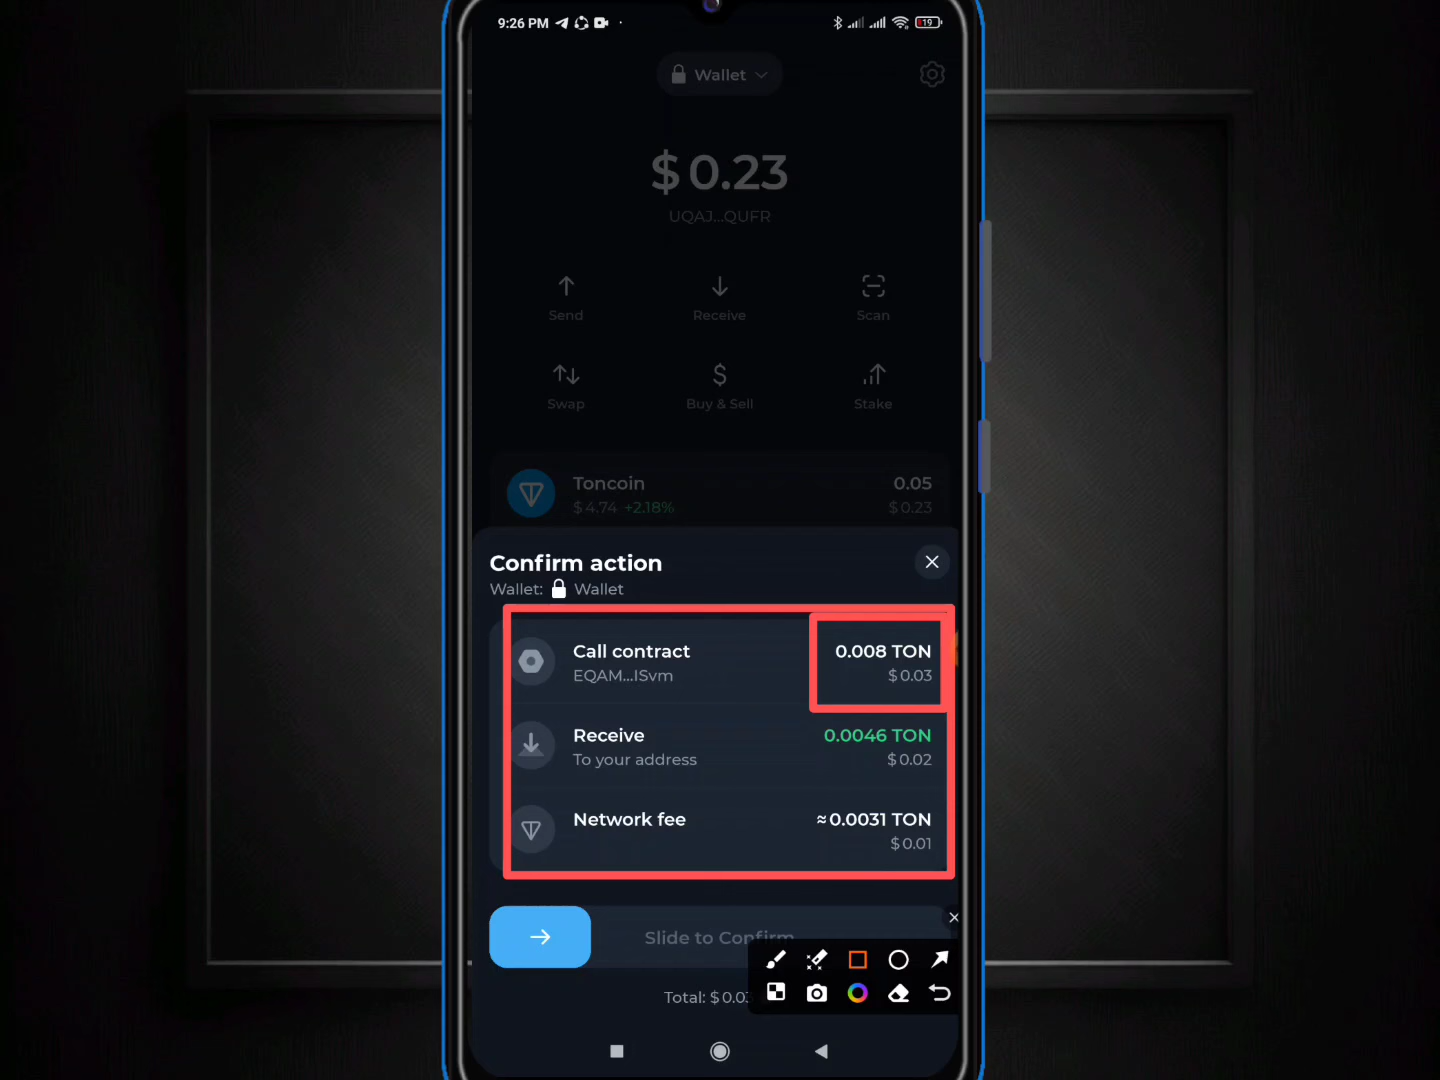 9:26 PM
19
Wallet
$ 0.23
UQAJ...QUFR
Send
Receive
Scan
Swap
Buy & Sell
Stake
Toncoin
0.05
$ 4.74 +2.18%
$ 0.23
Confirm action
Wallet: Wallet
Call contract
0.008 TON
EQAM...ISvm
$ 0.03
Receive
0.0046 TON
To your address
$ 0.02
Network fee
≈ 0.0031 TON
$ 0.01
Slide to Confirm
Total: $ 0.03